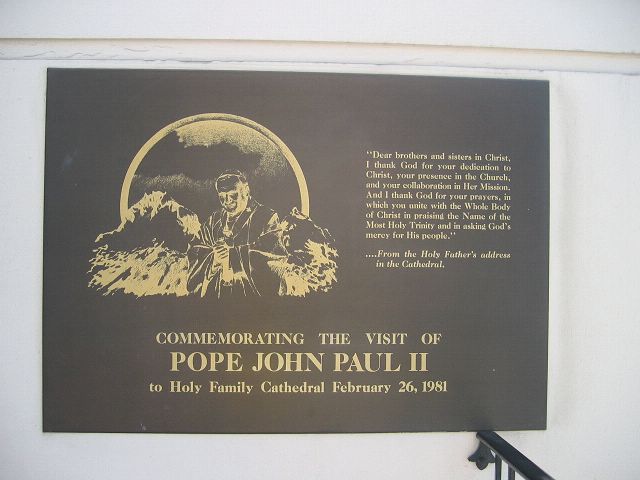 "Dear brothers and sisters in Christ,
I thank God for your dedication to
Christ, your presence in the Church,
and your collaboration in Her Mission.
And I thank God for your prayers, in
which you unite with the Whole Body
of Christ in praising the Name of the
Most Holy Trinity and in asking God's
mercy for His people."
....From the Holy Father's address
in the Cathedral.
COMMEMORATING THE VISIT OF
POPE JOHN PAUL II
to Holy Family Cathedral February 26, 1981